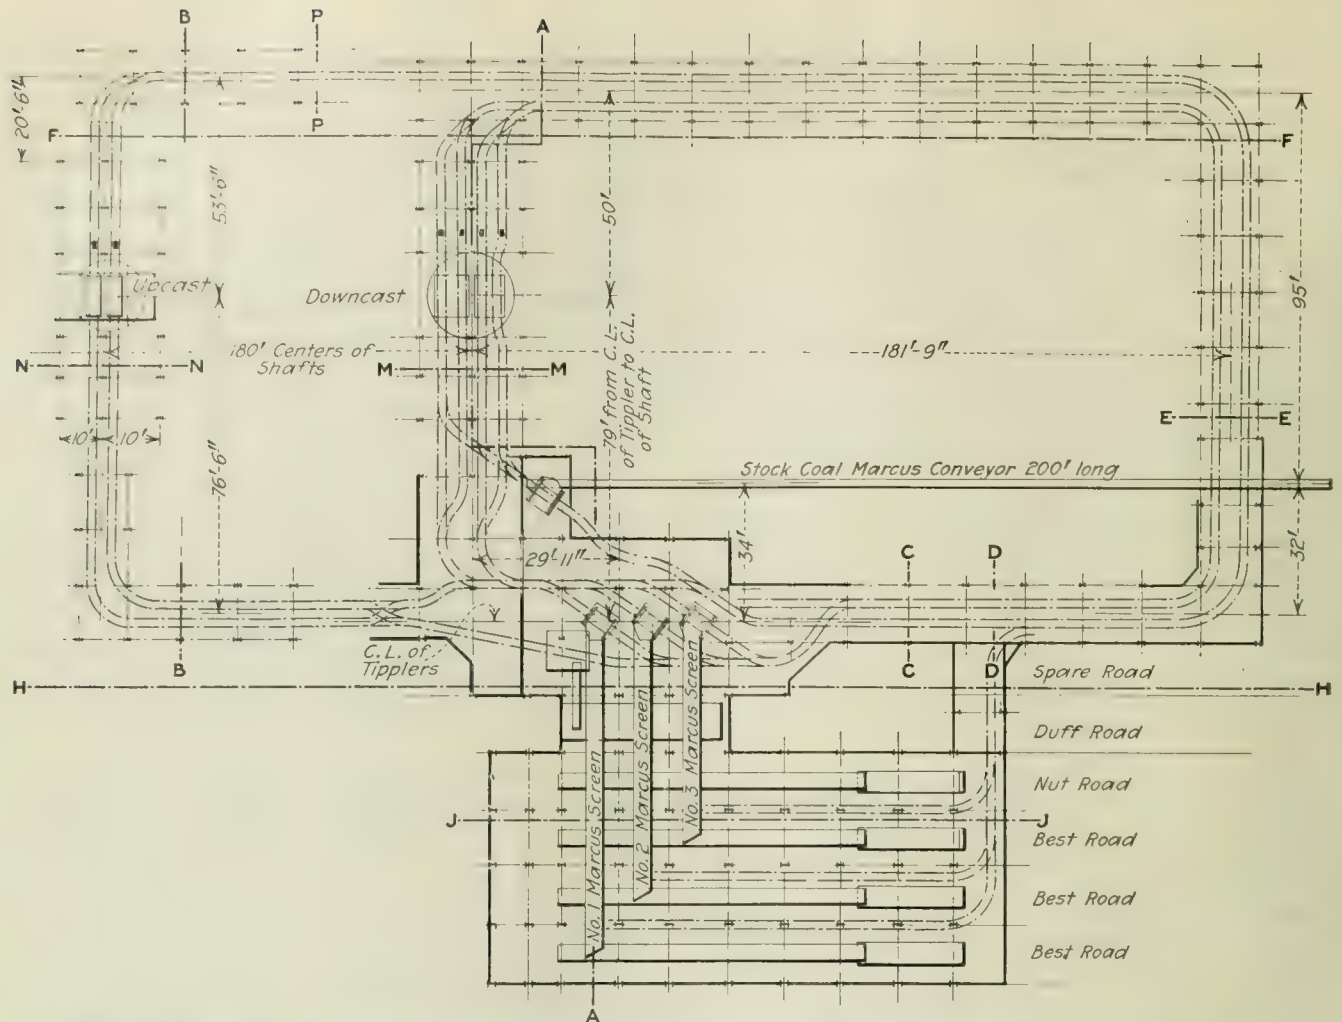 B
P
A
20'-6"
P
F
F
53'-0"
50'
95'
Upcast
Downcast
180' Centers of
Shafts
79' from C.L.
of Tippler to C.L.
of Shaft
181'-9"
N
N
M
M
E
E
10'
10'
76'-6"
Stock Coal Marcus Conveyor 200' long
29'-11"
34'
32'
C
D
B
C.L. of
Tipplers
C
D
Spare Road
H
H
Duff Road
Nut Road
J
J
No. 1 Marcus Screen
No. 2 Marcus Screen
No. 3 Marcus Screen
Best Road
Best Road
Best Road
A